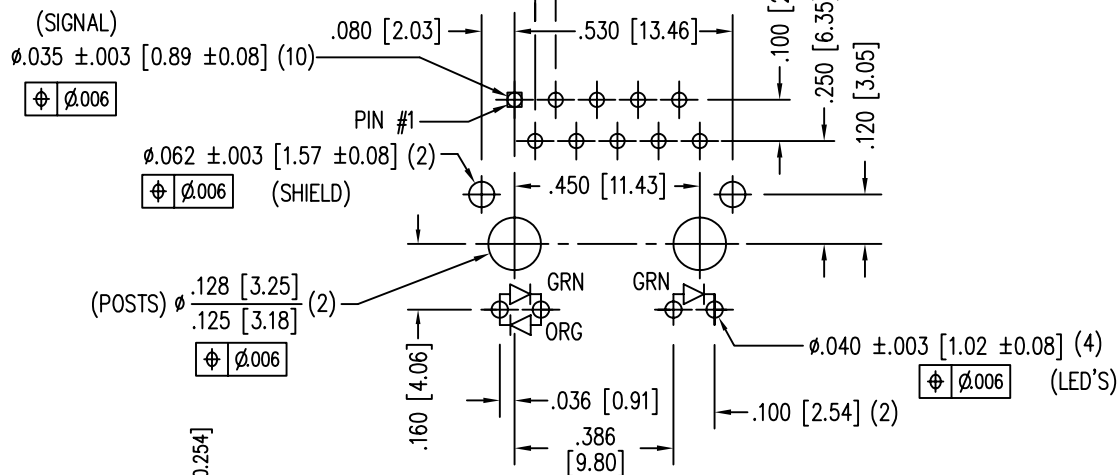 (SIGNAL)
ø.035 ±.003 [0.89 ±0.08] (10)
⌖ Ø.006
.080 [2.03]
.530 [13.46]
.100 [2
.250 [6.35]
.120 [3.05]
PIN #1
ø.062 ±.003 [1.57 ±0.08] (2)
⌖ Ø.006
(SHIELD)
.450 [11.43]
(POSTS) ø .128 [3.25]
.125 [3.18] (2)
⌖ Ø.006
GRN
ORG
GRN
ø.040 ±.003 [1.02 ±0.08] (4)
⌖ Ø.006
(LED'S)
.160 [4.06]
.036 [0.91]
.100 [2.54] (2)
.386
[9.80]
0.254]